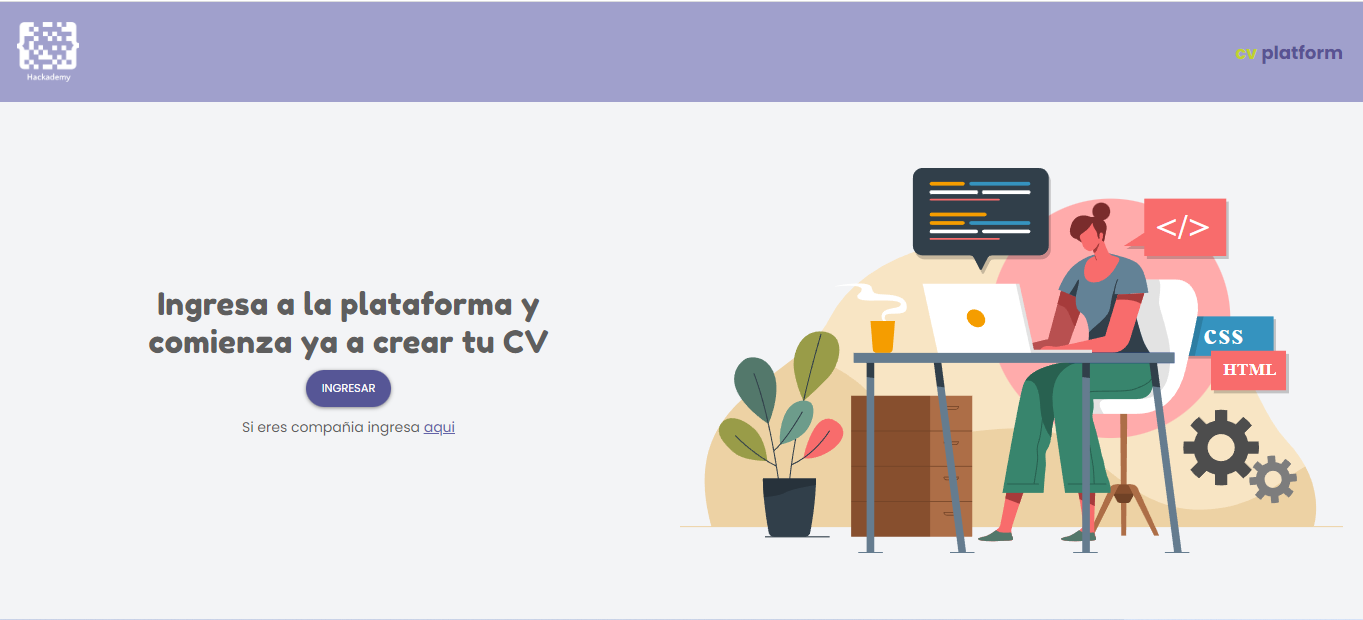 Hackademy
cv platform
</>
Ingresa a la plataforma y
comienza ya a crear tu CV
css
HTML
INGRESAR
Si eres compañia ingresa aqui